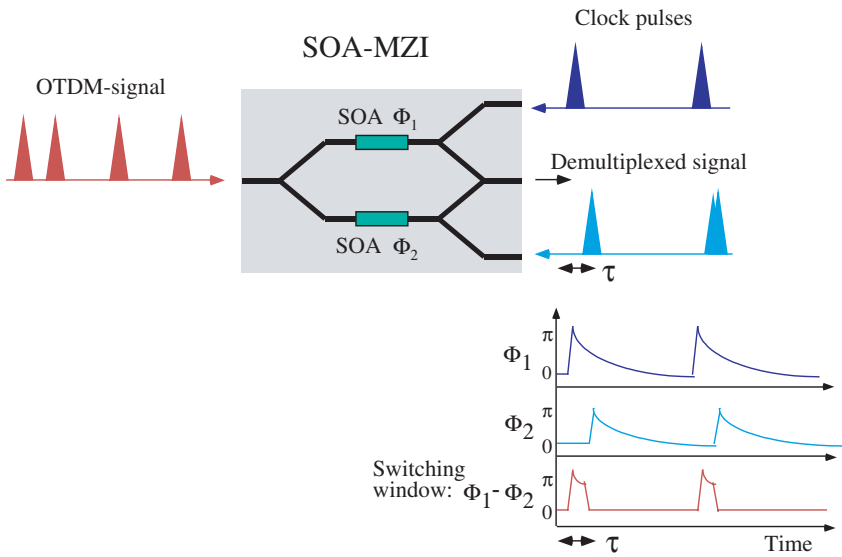 Clock pulses
SOA-MZI
OTDM-signal
SOA Φ1
Demultiplexed signal
SOA Φ2
τ
π
Φ1
0
π
Φ2
0
Switching
window: Φ1-Φ2
π
0
τ
Time